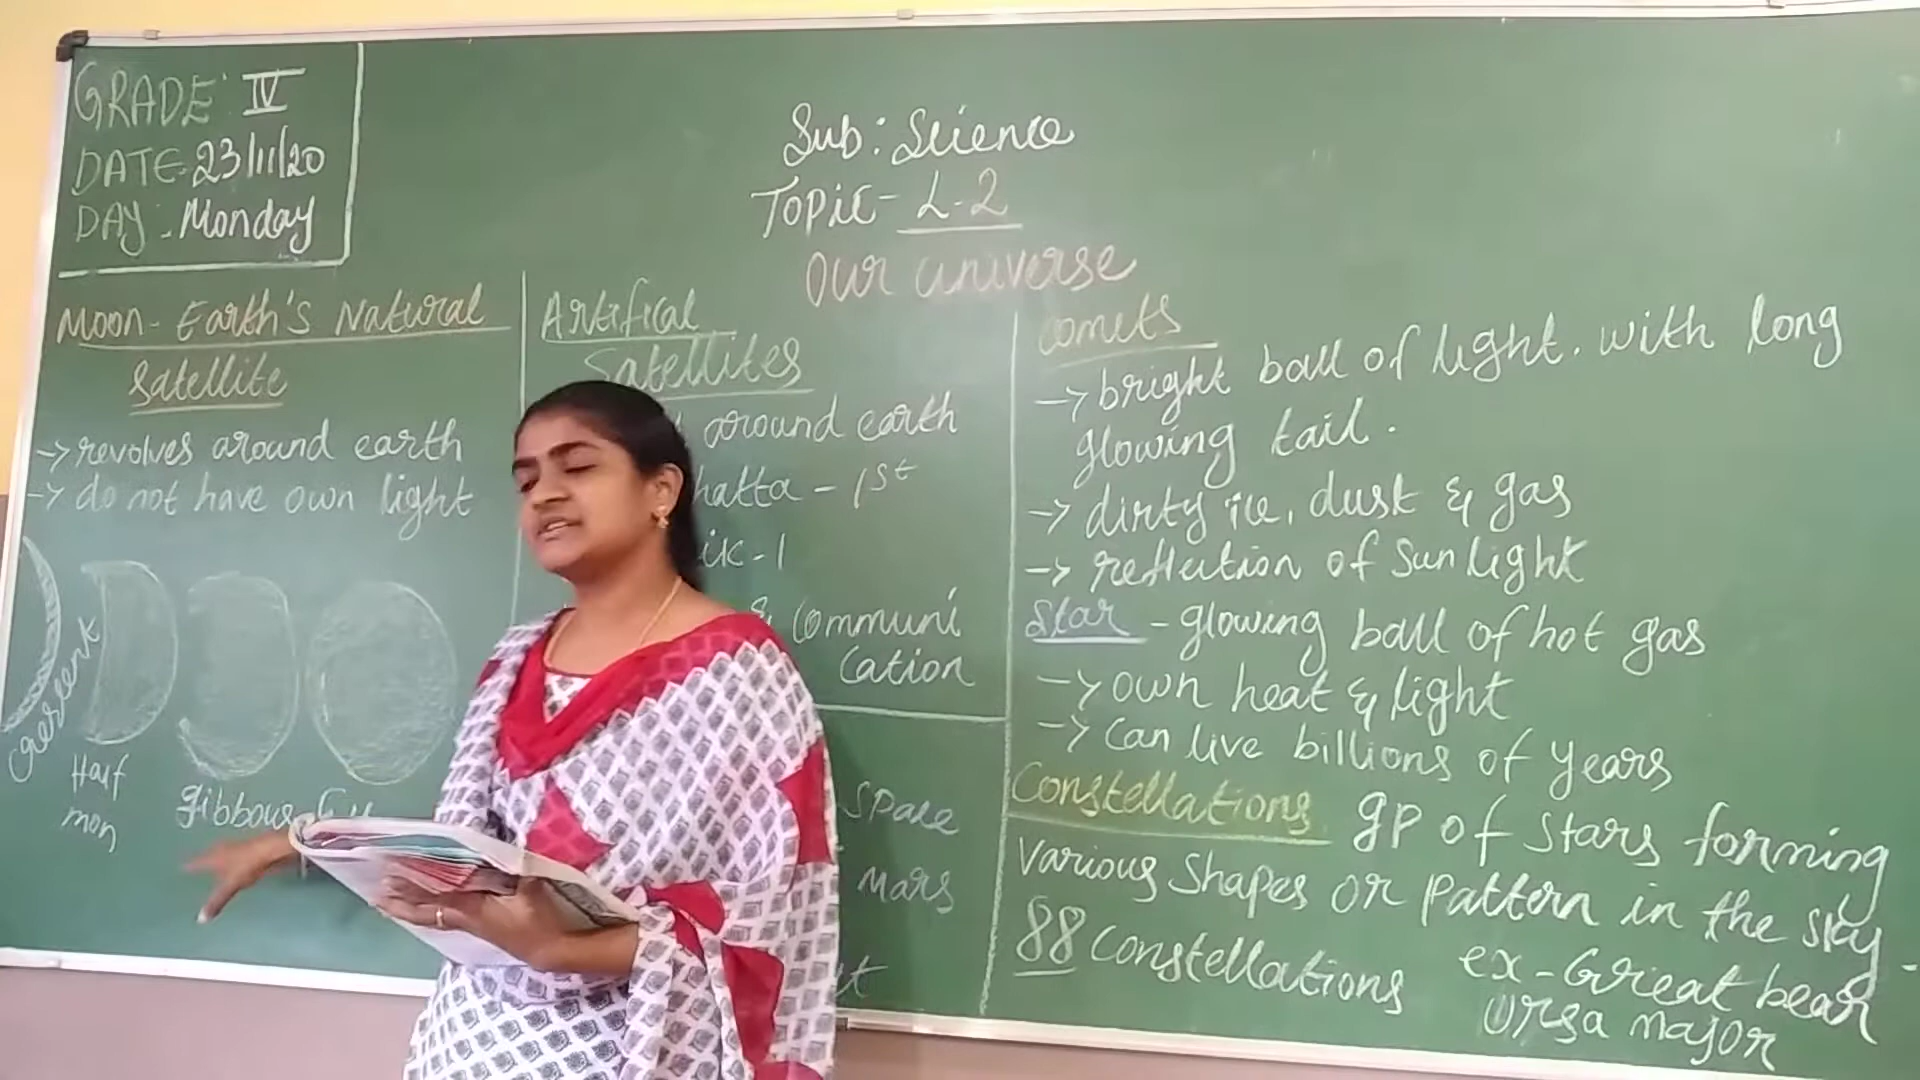 GRADE: IV
DATE: 23/11/20
DAY: Monday
Sub: Science
Topic- L-2
Our universe
Moon- Earth's Natural
Satellite
-> revolves around earth
-> do not have own light
crescent
Half
mon
gibbous
Artifical
Satellites
around earth
hatta - 1st
ik-1
& Communi
cation
Space
Mars
Comets
-> bright ball of light. with long
glowing tail.
-> dirty ice, dust & gas
-> reflection of Sun light
Star - glowing ball of hot gas
-> own heat & light
-> can live billions of years
Constellations gp of stars forming
various shapes or pattern in the sky-
88 constellations ex- Great bear
Ursa major